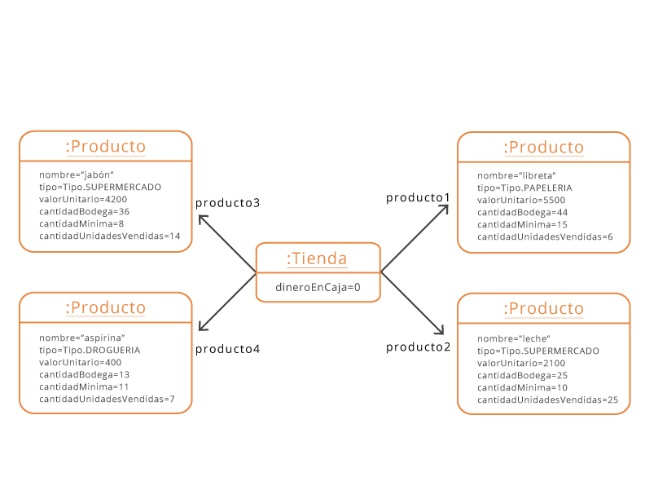 :Producto
nombre="jabón"
tipo=Tipo.SUPERMERCADO
valorUnitario=4200
cantidadBodega=36
cantidadMinima=8
cantidadUnidadesVendidas=14
:Producto
nombre="libreta"
tipo=Tipo.PAPELERIA
valorUnitario=5500
cantidadBodega=44
cantidadMinima=15
cantidadUnidadesVendidas=6
producto3
producto1
:Tienda
dineroEnCaja=0
producto4
producto2
:Producto
nombre="aspirina"
tipo=Tipo.DROGUERIA
valorUnitario=400
cantidadBodega=13
cantidadMinima=11
cantidadUnidadesVendidas=7
:Producto
nombre="leche"
tipo=Tipo.SUPERMERCADO
valorUnitario=2100
cantidadBodega=25
cantidadMinima=10
cantidadUnidadesVendidas=25